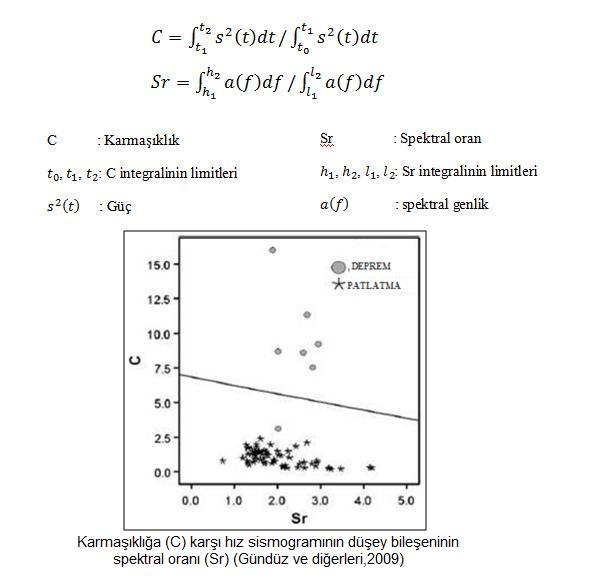 C = ∫_{t_1}^{t_2} s^2(t)dt / ∫_{t_0}^{t_1} s^2(t)dt
Sr = ∫_{h_1}^{h_2} a(f)df / ∫_{l_1}^{l_2} a(f)df
C : Karmaşıklık Sr : Spektral oran
t_0, t_1, t_2: C integralinin limitleri h_1, h_2, l_1, l_2: Sr integralinin limitleri
s^2(t) : Güç a(f) : spektral genlik
DEPREM
PATLATMA
15.0
12.5
10.0
7.5
5.0
2.5
0.0
C
0.0 1.0 2.0 3.0 4.0 5.0
Sr
Karmaşıklığa (C) karşı hız sismogramının düşey bileşeninin
spektral oranı (Sr) (Gündüz ve diğerleri,2009)